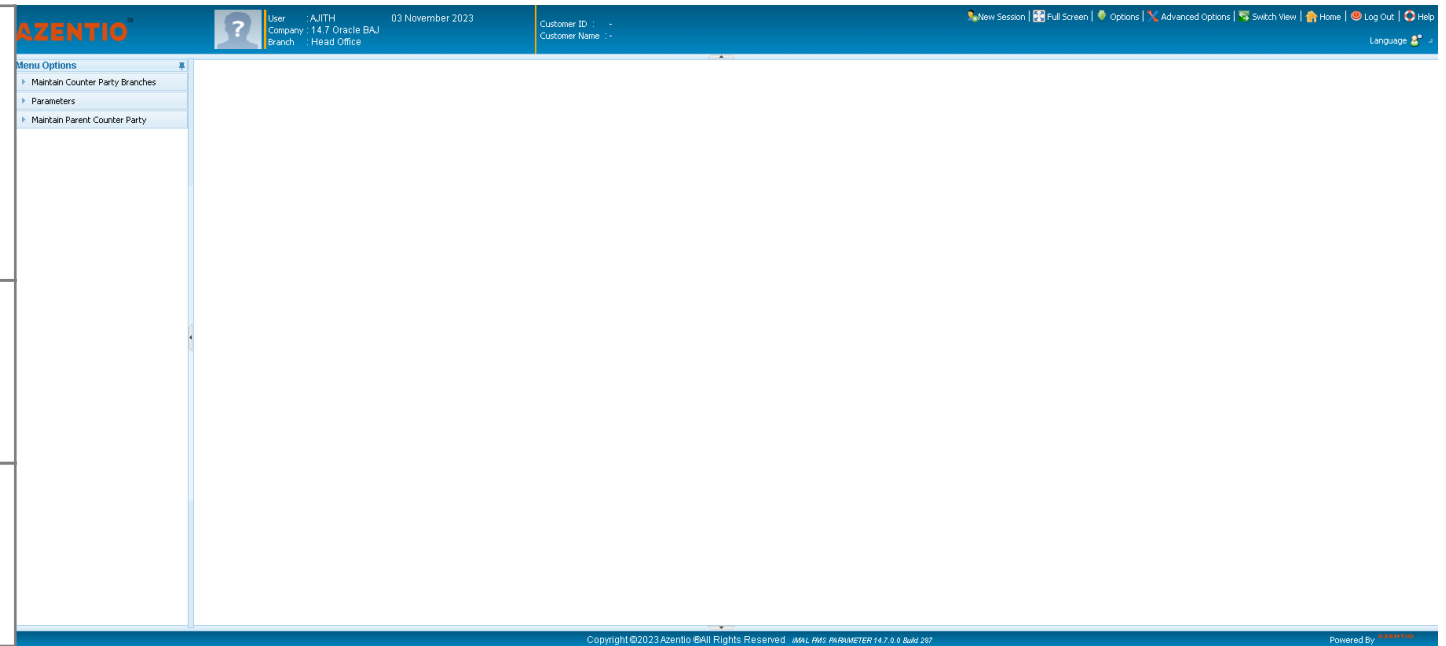 AZENTIO™
User : AJITH 03 November 2023
Company : 14.7 Oracle BAJ
Branch : Head Office
Customer ID : -
Customer Name : -
New Session | Full Screen | Options | Advanced Options | Switch View | Home | Log Out | Help
Language
Menu Options
Maintain Counter Party Branches
Parameters
Maintain Parent Counter Party
Copyright ©2023 Azentio ®All Rights Reserved IMAL FMS PARAMETER 14.7.0.0 Build 287
Powered By AZENTIO